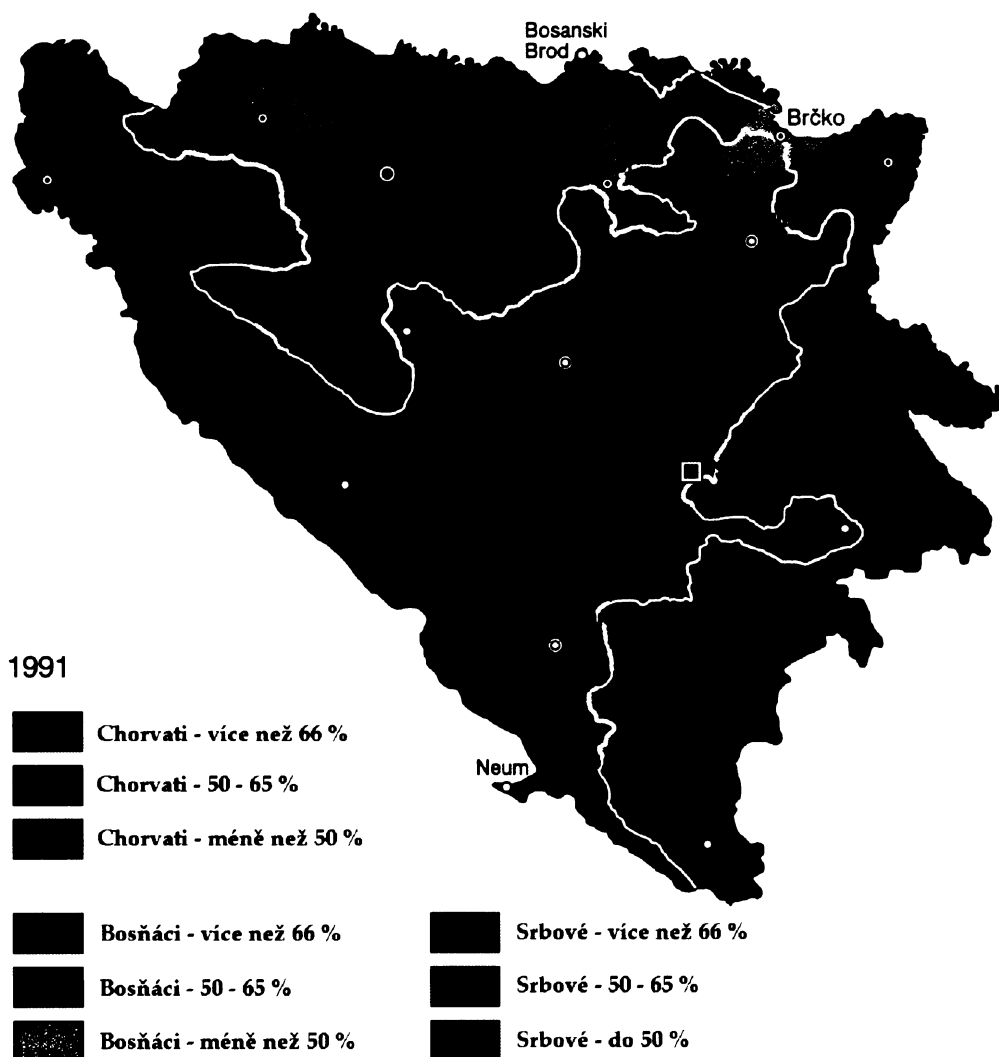 Bosanski
Brod
Brčko
1991
Chorvati - více než 66 %
Chorvati - 50 - 65 %
Neum
Chorvati - méně než 50 %
Bosňáci - více než 66 %
Srbové - více než 66 %
Bosňáci - 50 - 65 %
Srbové - 50 - 65 %
Bosňáci - méně než 50 %
Srbové - do 50 %